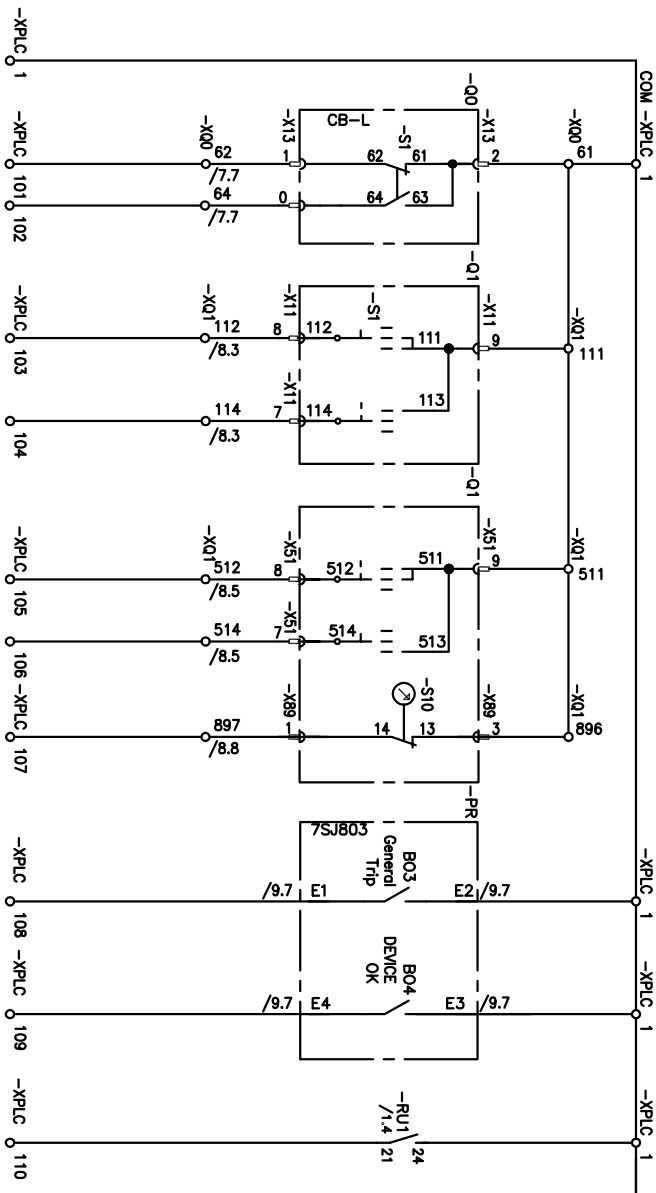 COM -XPLC 1
-XPLC 1
-Q0
CB-L
-XQ0 62 /7.7
-X13 1
-S1
62 61
-X13 2
-XQ0 61
-XPLC 101
64 /7.7
0
64 63
102
-Q1
-XQ1 112 /8.3
-X11 8
112
-S1
111
-X11 9
-XQ1 111
-XPLC 103
114 /8.3
-X11 7
114
113
104
-Q1
-XQ1 512 /8.5
-X51 8
512
511
-X51 9
-XQ1 511
-XPLC 105
514 /8.5
-X51 7
514
513
106
-XPLC 107
897 /8.8
-X89 1
-S10
14 13
-X89 3
-XQ1 896
-PR
7SJ803
-XPLC 108
/9.7 E1
BO3
General
Trip
E2 /9.7
-XPLC 1
-XPLC 109
/9.7 E4
BO4
DEVICE
OK
E3 /9.7
-XPLC 1
-XPLC 110
-RU1
/1.4
21 24
-XPLC 1